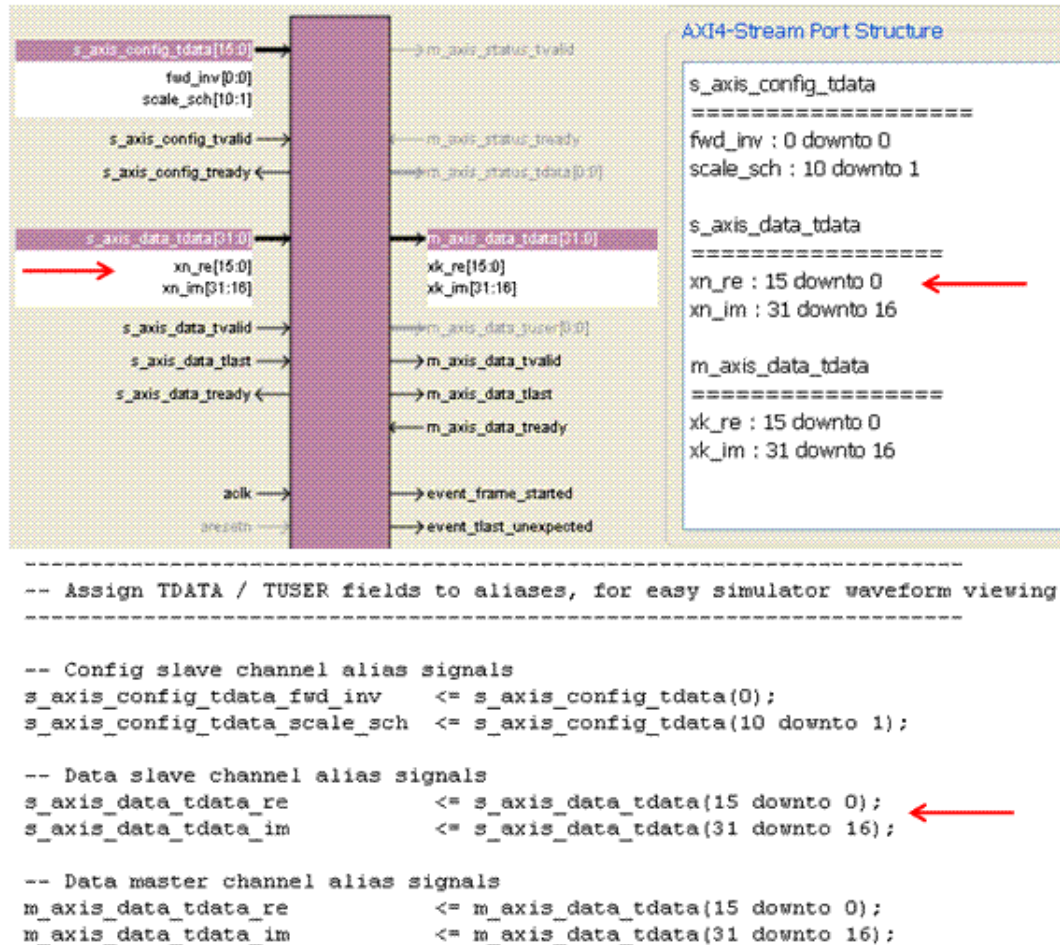 s_axis_config_tdata[15:0]
fwd_inv[0:0]
scale_sch[10:1]
s_axis_config_tvalid
s_axis_config_tready
s_axis_data_tdata[31:0]
xn_re[15:0]
xn_im[31:16]
s_axis_data_tvalid
s_axis_data_tlast
s_axis_data_tready
aclk
aresetn
m_axis_status_tvalid
m_axis_status_tready
m_axis_status_tdata[0:0]
m_axis_data_tdata[31:0]
xk_re[15:0]
xk_im[31:16]
m_axis_data_tuser[0:0]
m_axis_data_tvalid
m_axis_data_tlast
m_axis_data_tready
event_frame_started
event_tlast_unexpected
AXI4-Stream Port Structure
s_axis_config_tdata
===================
fwd_inv : 0 downto 0
scale_sch : 10 downto 1
s_axis_data_tdata
=================
xn_re : 15 downto 0
xn_im : 31 downto 16
m_axis_data_tdata
=================
xk_re : 15 downto 0
xk_im : 31 downto 16
-------------------------------------------------------------------------
-- Assign TDATA / TUSER fields to aliases, for easy simulator waveform viewing
-------------------------------------------------------------------------
-- Config slave channel alias signals
s_axis_config_tdata_fwd_inv <= s_axis_config_tdata(0);
s_axis_config_tdata_scale_sch <= s_axis_config_tdata(10 downto 1);
-- Data slave channel alias signals
s_axis_data_tdata_re <= s_axis_data_tdata(15 downto 0);
s_axis_data_tdata_im <= s_axis_data_tdata(31 downto 16);
-- Data master channel alias signals
m_axis_data_tdata_re <= m_axis_data_tdata(15 downto 0);
m_axis_data_tdata_im <= m_axis_data_tdata(31 downto 16);